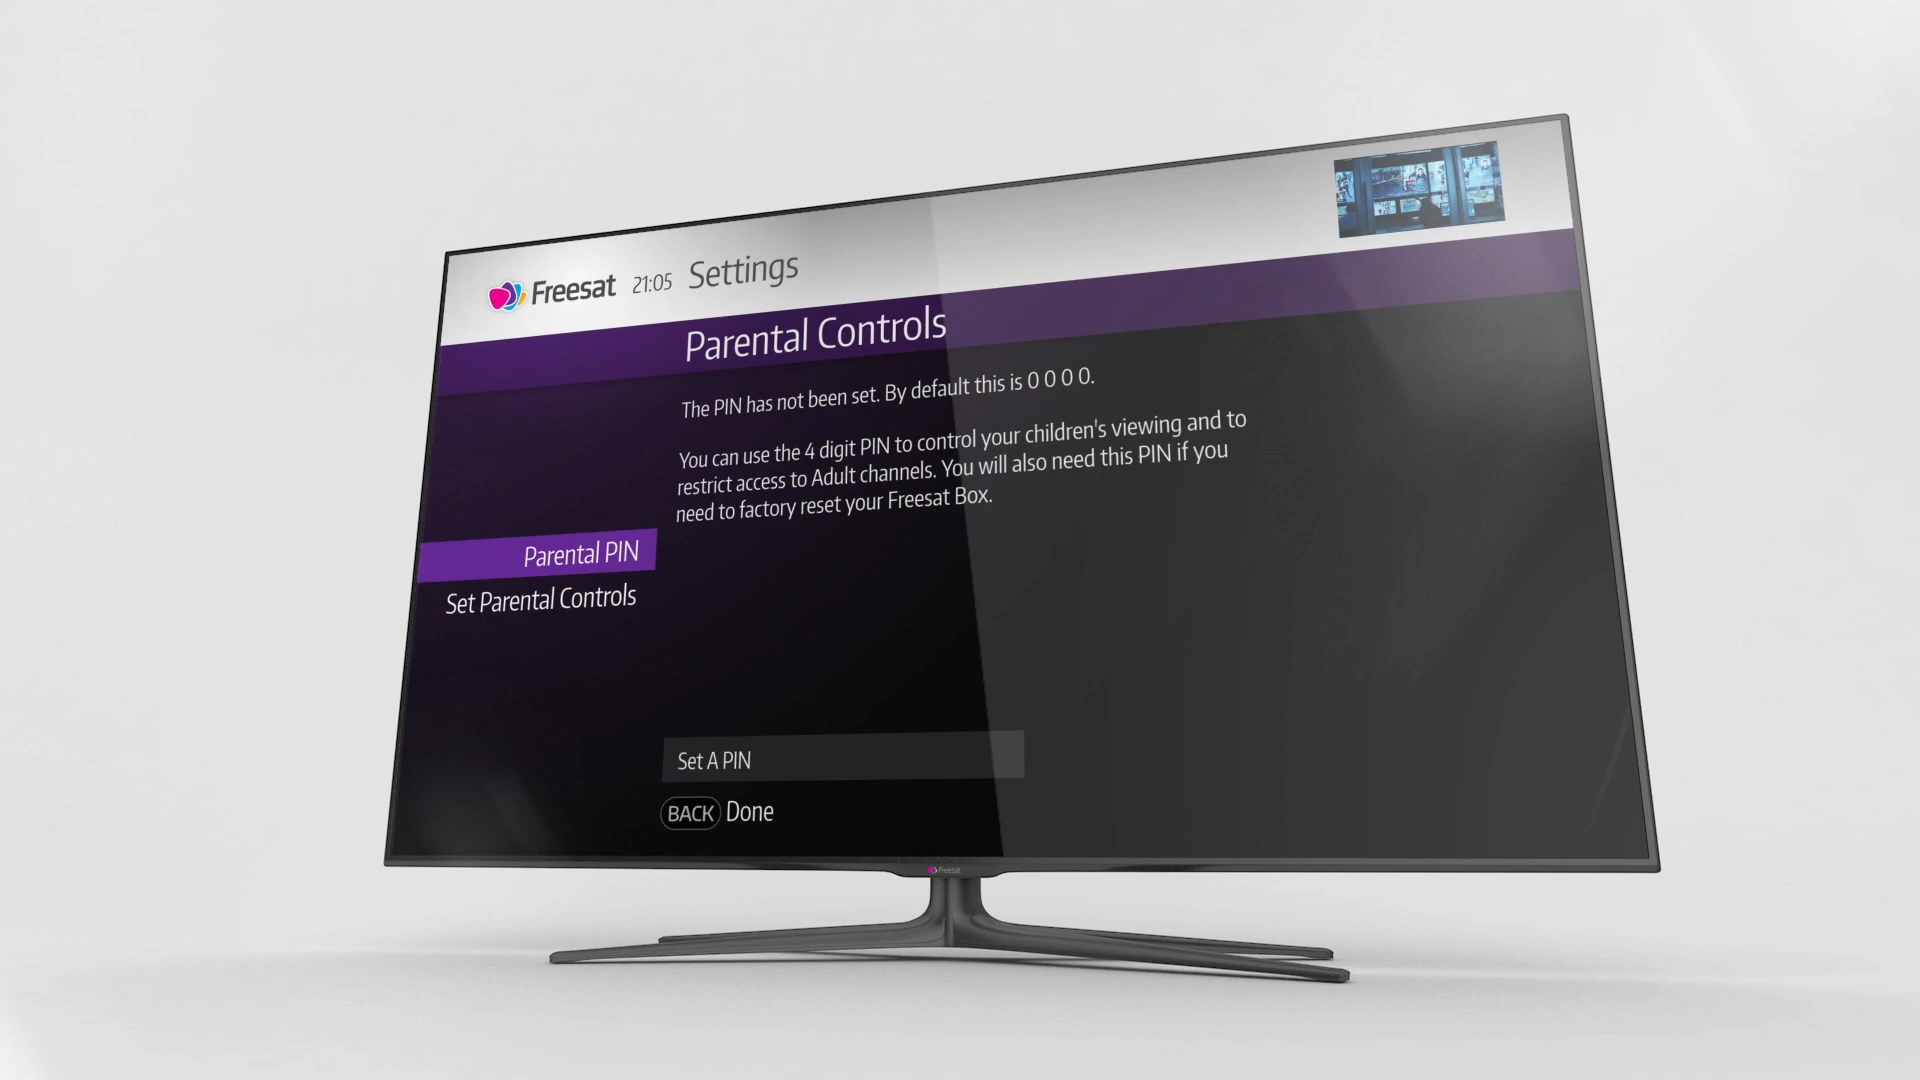 Freesat 21:05 Settings
Parental Controls
The PIN has not been set. By default this is 0 0 0 0.
You can use the 4 digit PIN to control your children's viewing and to
restrict access to Adult channels. You will also need this PIN if you
need to factory reset your Freesat Box.
Parental PIN
Set Parental Controls
Set A PIN
BACK Done
Freesat